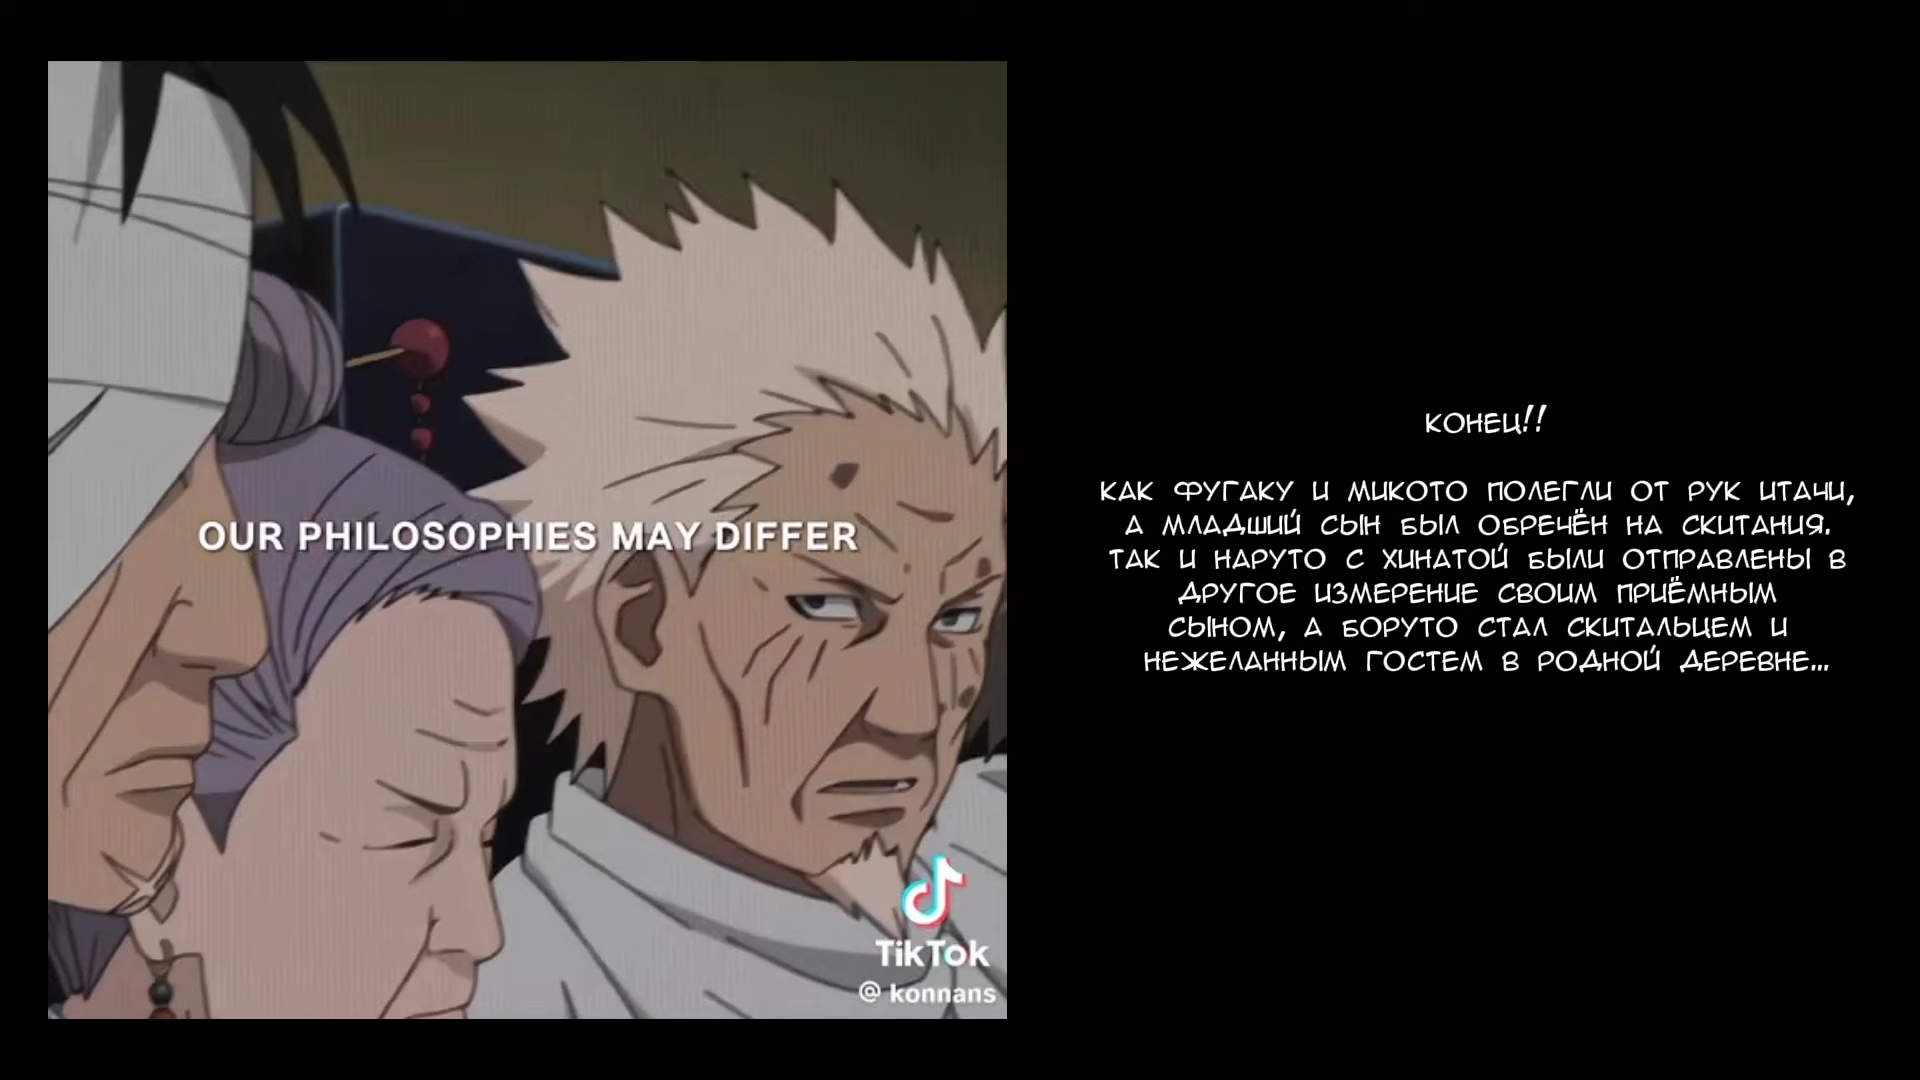 OUR PHILOSOPHIES MAY DIFFER
TikTok
@ konnans
КОНЕЦ!!
КАК ФУГАКУ И МИКОТО ПОЛЕГЛИ ОТ РУК ИТАЧИ,
А МЛАДШИЙ СЫН БЫЛ ОБРЕЧЁН НА СКИТАНИЯ.
ТАК И НАРУТО С ХИНАТОЙ БЫЛИ ОТПРАВЛЕНЫ В
ДРУГОЕ ИЗМЕРЕНИЕ СВОИМ ПРИЁМНЫМ
СЫНОМ, А БОРУТО СТАЛ СКИТАЛЬЦЕМ И
НЕЖЕЛАННЫМ ГОСТЕМ В РОДНОЙ ДЕРЕВНЕ...